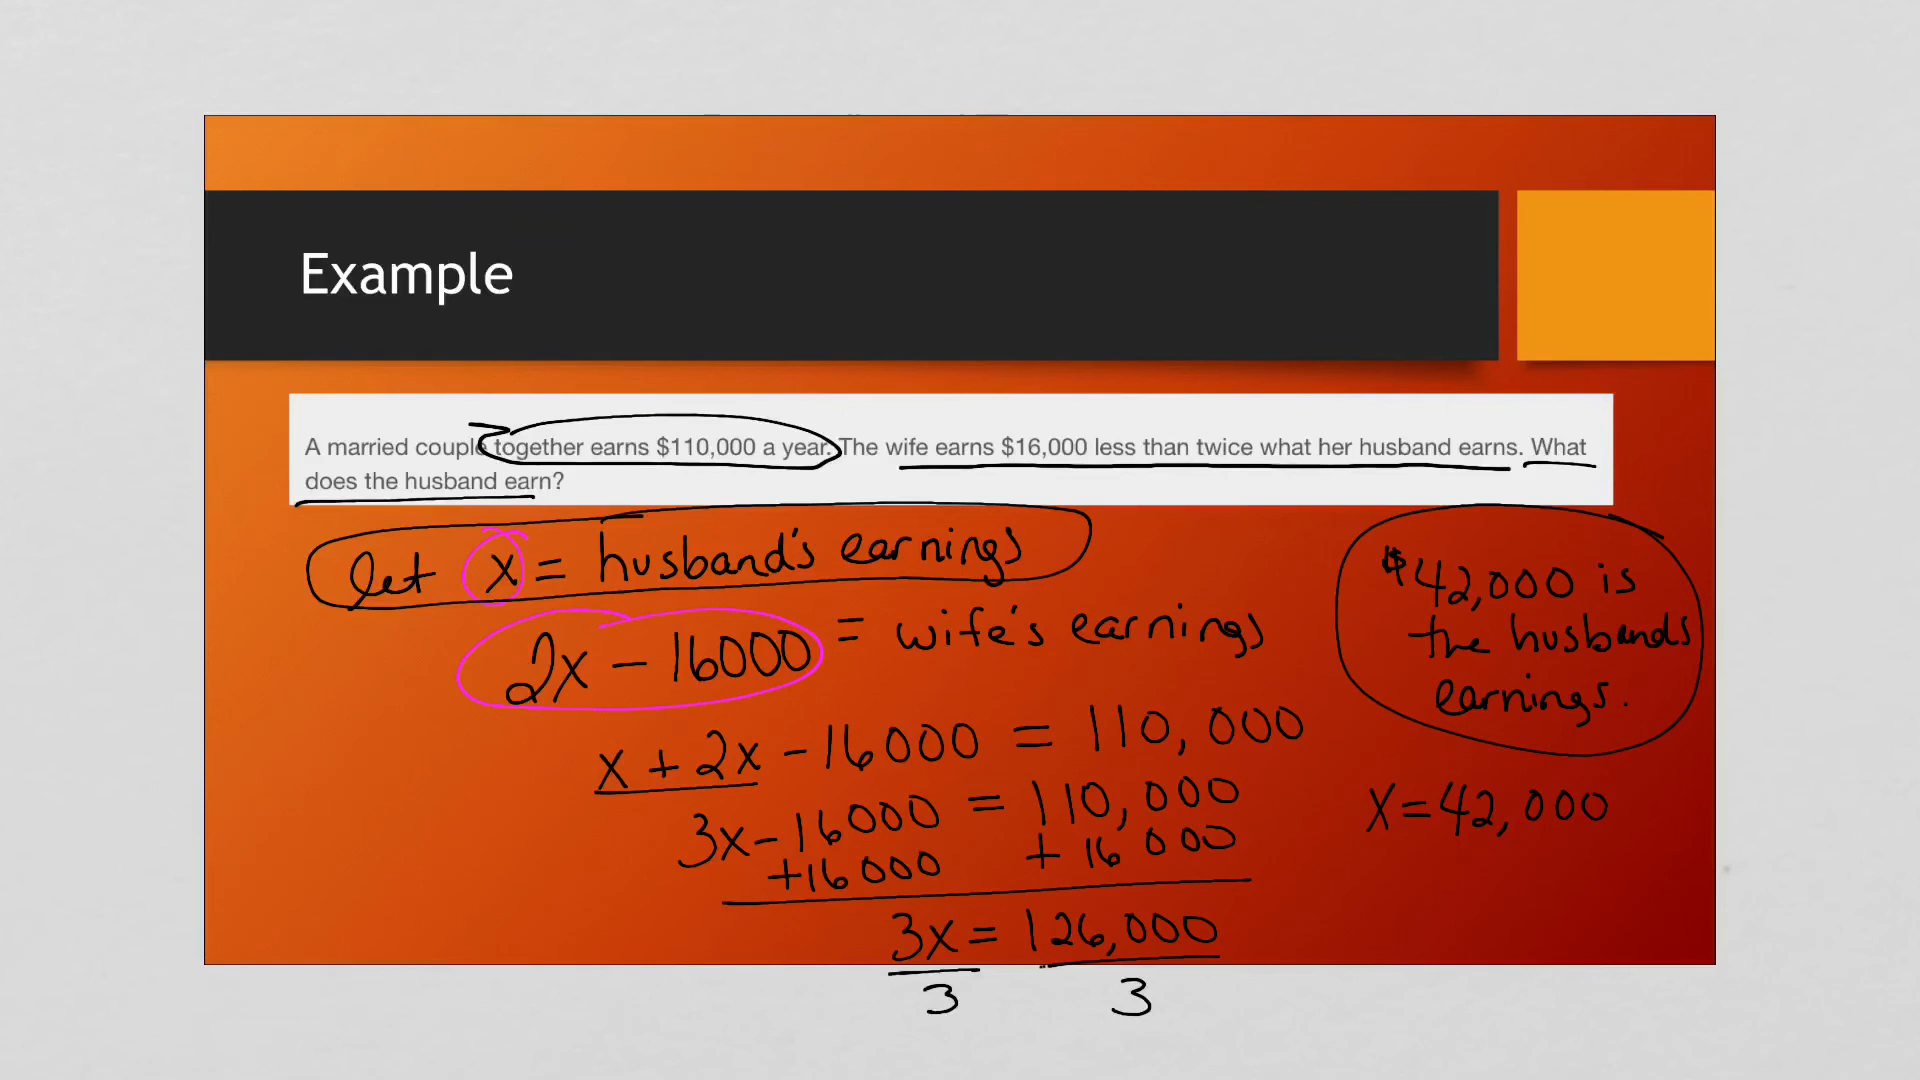 Example
A married couple together earns $110,000 a year. The wife earns $16,000 less than twice what her husband earns. What
does the husband earn?
let x = husband's earnings
2x - 16000 = wife's earnings
x + 2x - 16000 = 110,000
3x - 16000 = 110,000
+16000 + 16000
3x = 126,000
3 3
$42,000 is
the husbands
earnings.
x = 42,000